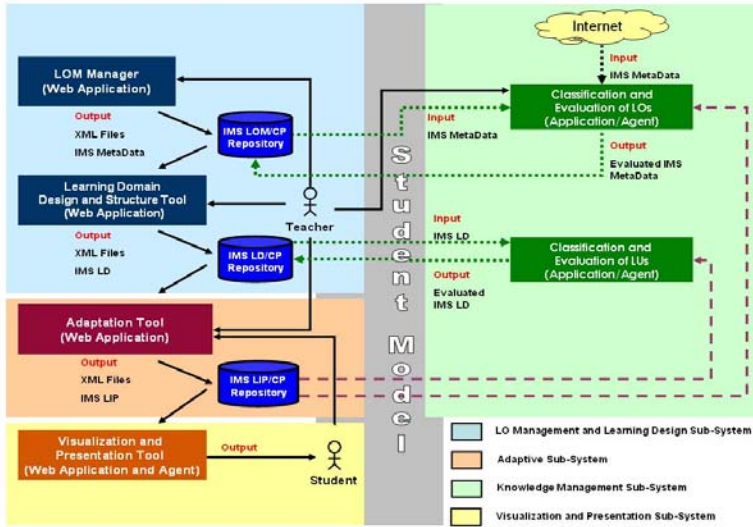 Internet
Input
IMS MetaData
LOM Manager
(Web Application)
Output
XML Files
IMS MetaData
IMS LOM/CP
Repository
Input
IMS MetaData
Classification and
Evaluation of LOs
(Application/Agent)
Output
Evaluated IMS
MetaData
Learning Domain
Design and Structure Tool
(Web Application)
Teacher
Output
XML Files
IMS LD
IMS LD/CP
Repository
Input
IMS LD
Output
Evaluated
IMS LD
Classification and
Evaluation of LUs
(Application/Agent)
Student Model
Adaptation Tool
(Web Application)
Output
XML Files
IMS LIP
IMS LIP/CP
Repository
Visualization and
Presentation Tool
(Web Application and Agent)
Output
Student
LO Management and Learning Design Sub-System
Adaptive Sub-System
Knowledge Management Sub-System
Visualization and Presentation Sub-System